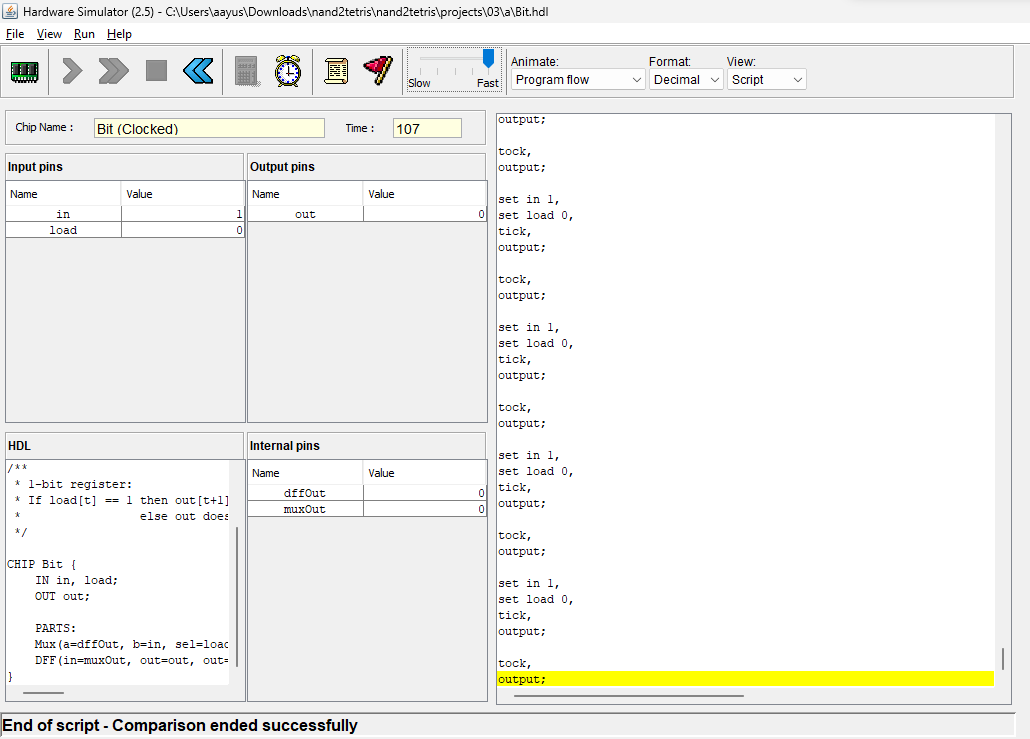 Hardware Simulator (2.5) - C:\Users\aayus\Downloads\nand2tetris\nand2tetris\projects\03\a\Bit.hdl
File View Run Help
Slow Fast
Animate:
Program flow
Format:
Decimal
View:
Script
Chip Name :
Bit (Clocked)
Time :
107
Input pins
Name Value
in 1
load 0
Output pins
Name Value
out 0
HDL
/**
* 1-bit register:
* If load[t] == 1 then out[t+1]
* else out does
*/
CHIP Bit {
IN in, load;
OUT out;
PARTS:
Mux(a=dffOut, b=in, sel=load
DFF(in=muxOut, out=out, out=
}
Internal pins
Name Value
dffOut 0
muxOut 0
output;
tock,
output;
set in 1,
set load 0,
tick,
output;
tock,
output;
set in 1,
set load 0,
tick,
output;
tock,
output;
set in 1,
set load 0,
tick,
output;
tock,
output;
set in 1,
set load 0,
tick,
output;
tock,
output;
End of script - Comparison ended successfully